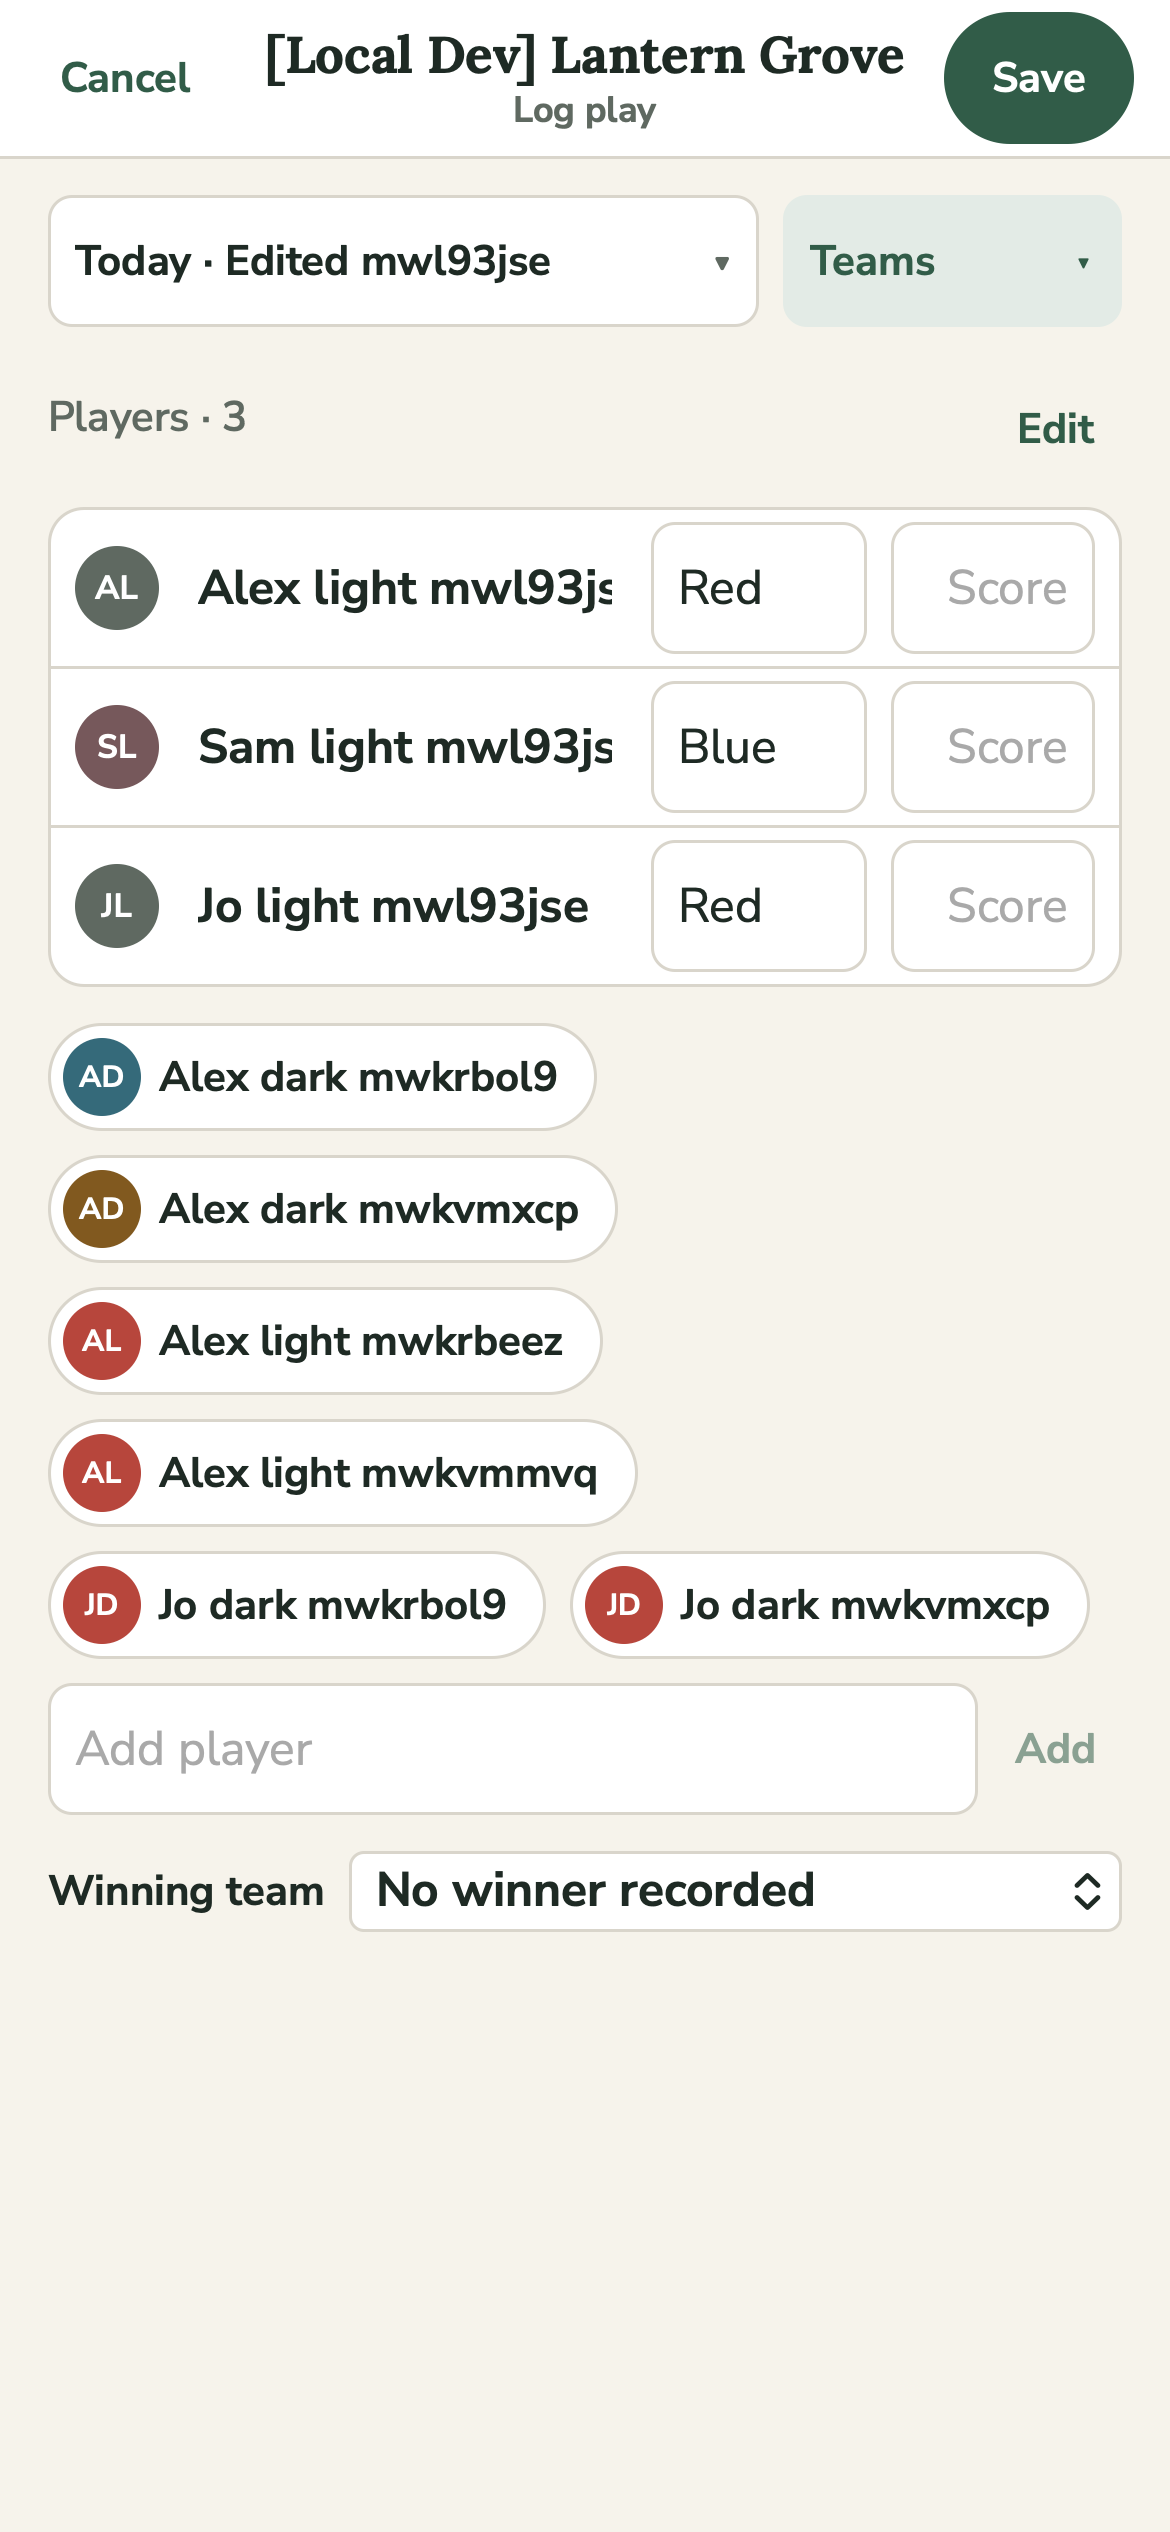 Cancel
[Local Dev] Lantern Grove
Log play
Save
Today · Edited mwl93jse
Teams
Players · 3
Edit
AL Alex light mwl93js Red Score
SL Sam light mwl93js Blue Score
JL Jo light mwl93jse Red Score
AD Alex dark mwkrbol9
AD Alex dark mwkvmxcp
AL Alex light mwkrbeez
AL Alex light mwkvmmvq
JD Jo dark mwkrbol9 JD Jo dark mwkvmxcp
Add player Add
Winning team No winner recorded